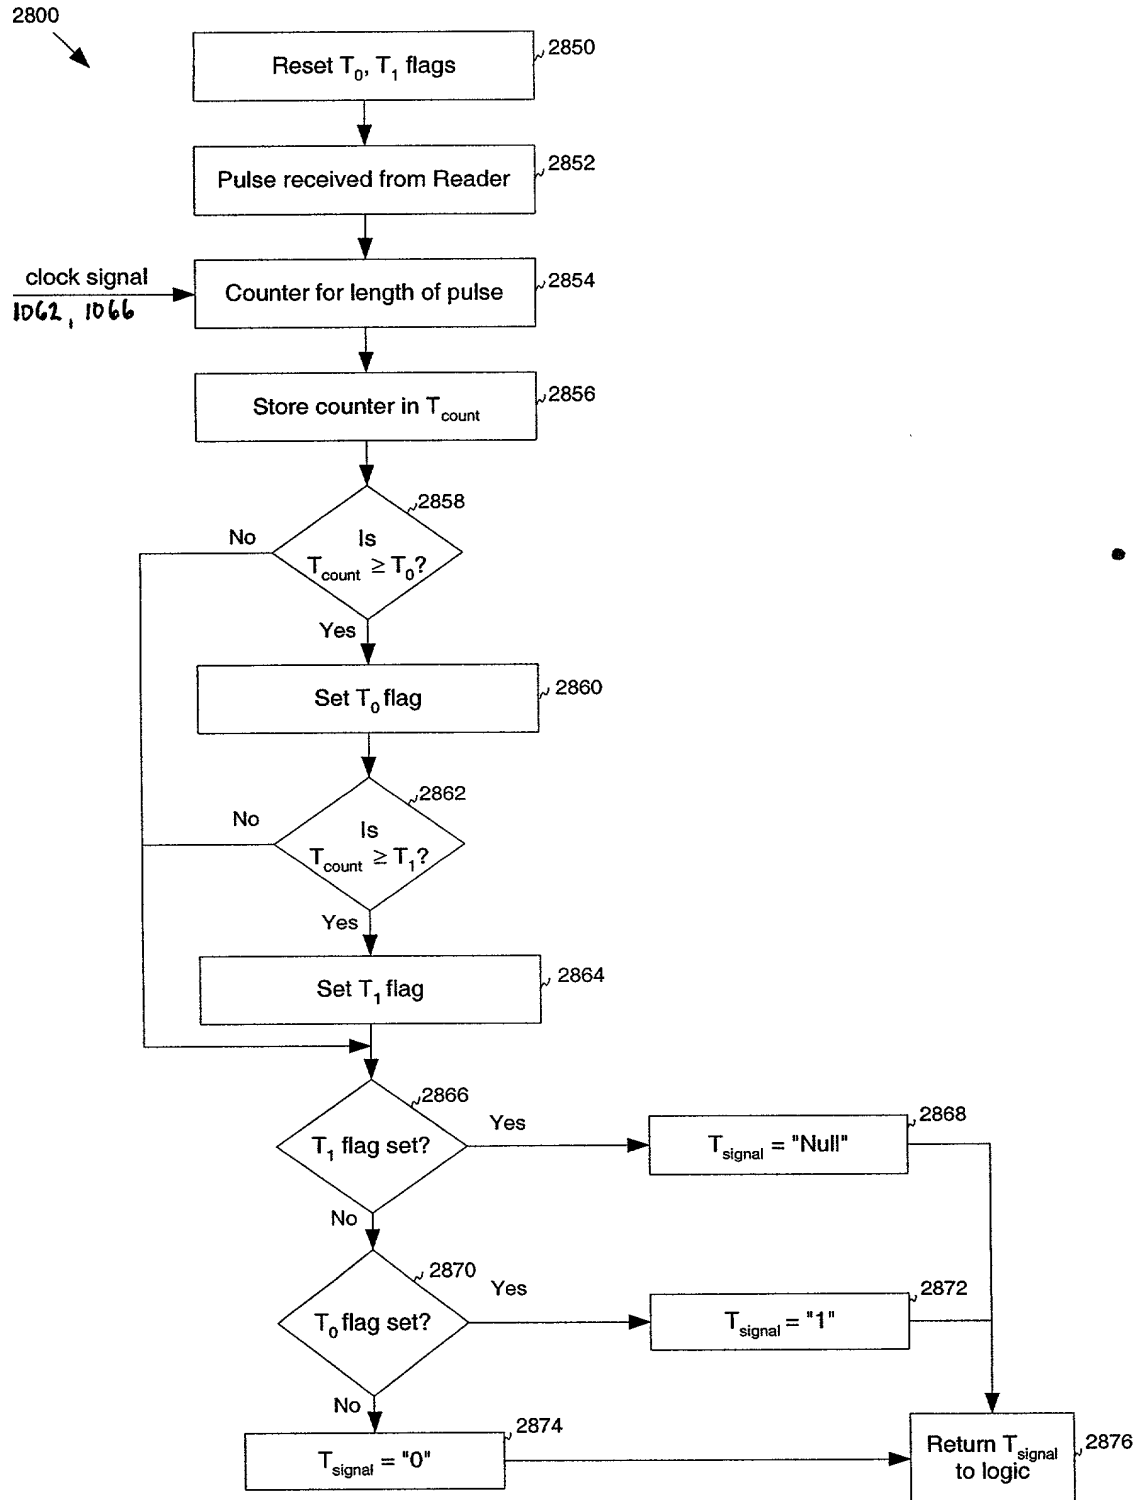 2800
Reset T0, T1 flags
2850
Pulse received from Reader
2852
clock signal
1062, 1066
Counter for length of pulse
2854
Store counter in Tcount
2856
2858
No
Is
Tcount ≥ T0?
Yes
Set T0 flag
2860
2862
No
Is
Tcount ≥ T1?
Yes
Set T1 flag
2864
2866
T1 flag set?
Yes
Tsignal = "Null"
2868
No
2870
T0 flag set?
Yes
Tsignal = "1"
2872
No
Tsignal = "0"
2874
Return Tsignal
to logic
2876